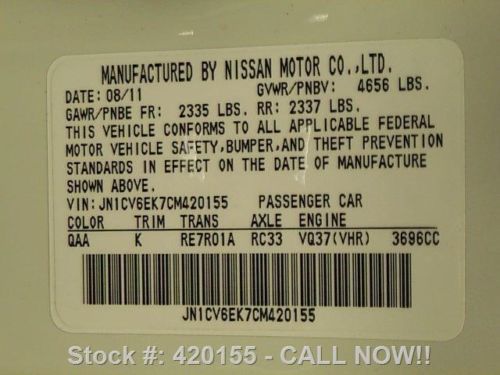 MANUFACTURED BY NISSAN MOTOR CO.,LTD.
DATE: 08/11 GVWR/PNBV: 4656 LBS.
GAWR/PNBE FR: 2335 LBS. RR: 2337 LBS.
THIS VEHICLE CONFORMS TO ALL APPLICABLE FEDERAL
MOTOR VEHICLE SAFETY,BUMPER,AND THEFT PREVENTION
STANDARDS IN EFFECT ON THE DATE OF MANUFACTURE
SHOWN ABOVE.
VIN:JN1CV6EK7CM420155 PASSENGER CAR
COLOR TRIM TRANS AXLE ENGINE
QAA K RE7R01A RC33 VQ37(VHR) 3696CC
JN1CV6EK7CM420155
Stock #: 420155 - CALL NOW!!